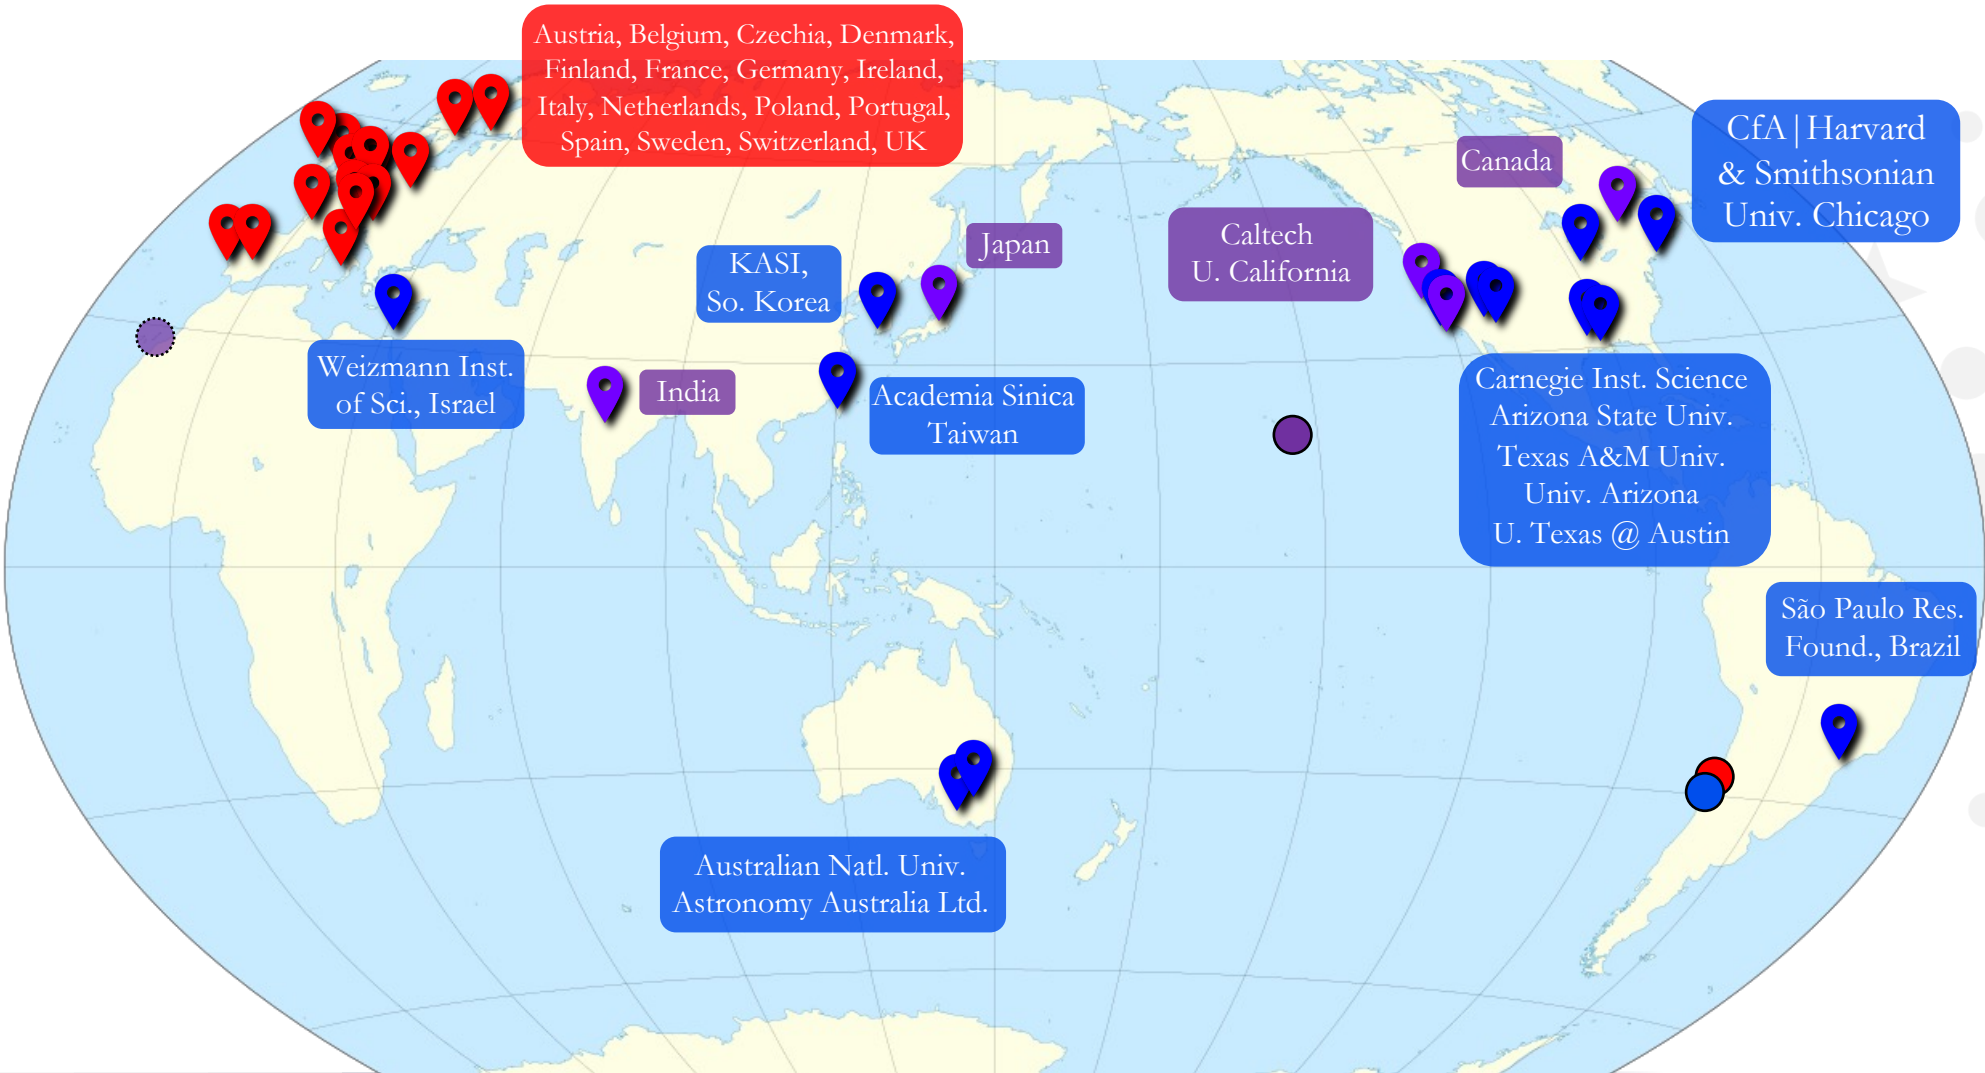 Austria, Belgium, Czechia, Denmark,
Finland, France, Germany, Ireland,
Italy, Netherlands, Poland, Portugal,
Spain, Sweden, Switzerland, UK
CfA|Harvard
& Smithsonian
Univ. Chicago
Canada
Caltech
U. California
Japan
KASI,
So. Korea
Weizmann Inst.
of Sci., Israel
India
Academia Sinica
Taiwan
Carnegie Inst. Science
Arizona State Univ.
Texas A&M Univ.
Univ. Arizona
U. Texas @ Austin
São Paulo Res.
Found., Brazil
Australian Natl. Univ.
Astronomy Australia Ltd.